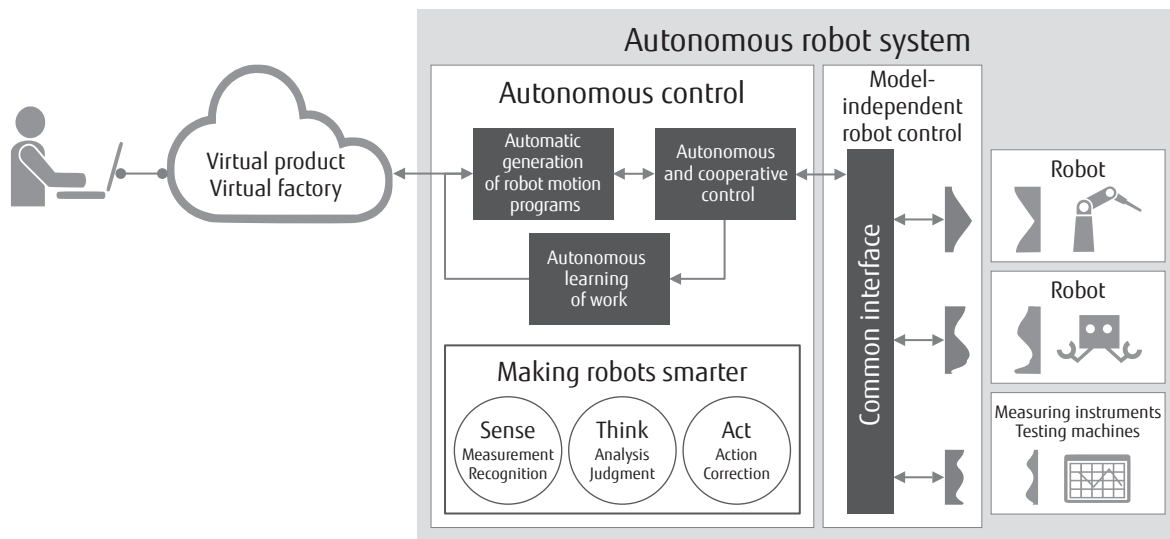 Autonomous robot system
Virtual product
Virtual factory
Autonomous control
Automatic
generation
of robot motion
programs
Autonomous
and cooperative
control
Autonomous
learning
of work
Making robots smarter
Sense
Measurement
Recognition
Think
Analysis
Judgment
Act
Action
Correction
Model-
independent
robot control
Common interface
Robot
Robot
Measuring instruments
Testing machines